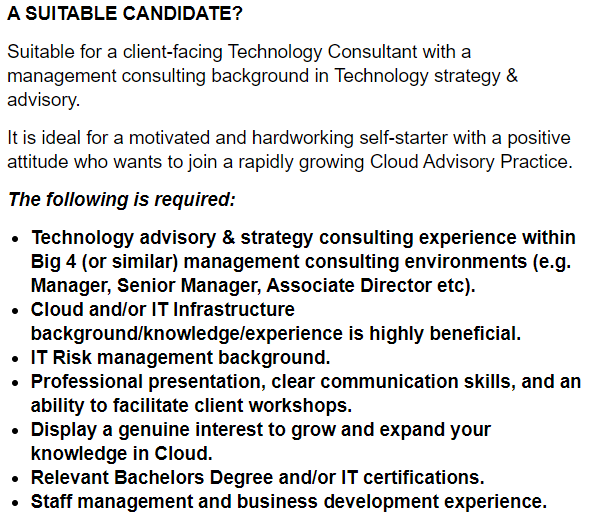 A SUITABLE CANDIDATE?
Suitable for a client-facing Technology Consultant with a
management consulting background in Technology strategy &
advisory.
It is ideal for a motivated and hardworking self-starter with a positive
attitude who wants to join a rapidly growing Cloud Advisory Practice.
The following is required:
• Technology advisory & strategy consulting experience within
Big 4 (or similar) management consulting environments (e.g.
Manager, Senior Manager, Associate Director etc).
• Cloud and/or IT Infrastructure
background/knowledge/experience is highly beneficial.
• IT Risk management background.
• Professional presentation, clear communication skills, and an
ability to facilitate client workshops.
• Display a genuine interest to grow and expand your
knowledge in Cloud.
• Relevant Bachelors Degree and/or IT certifications.
• Staff management and business development experience.